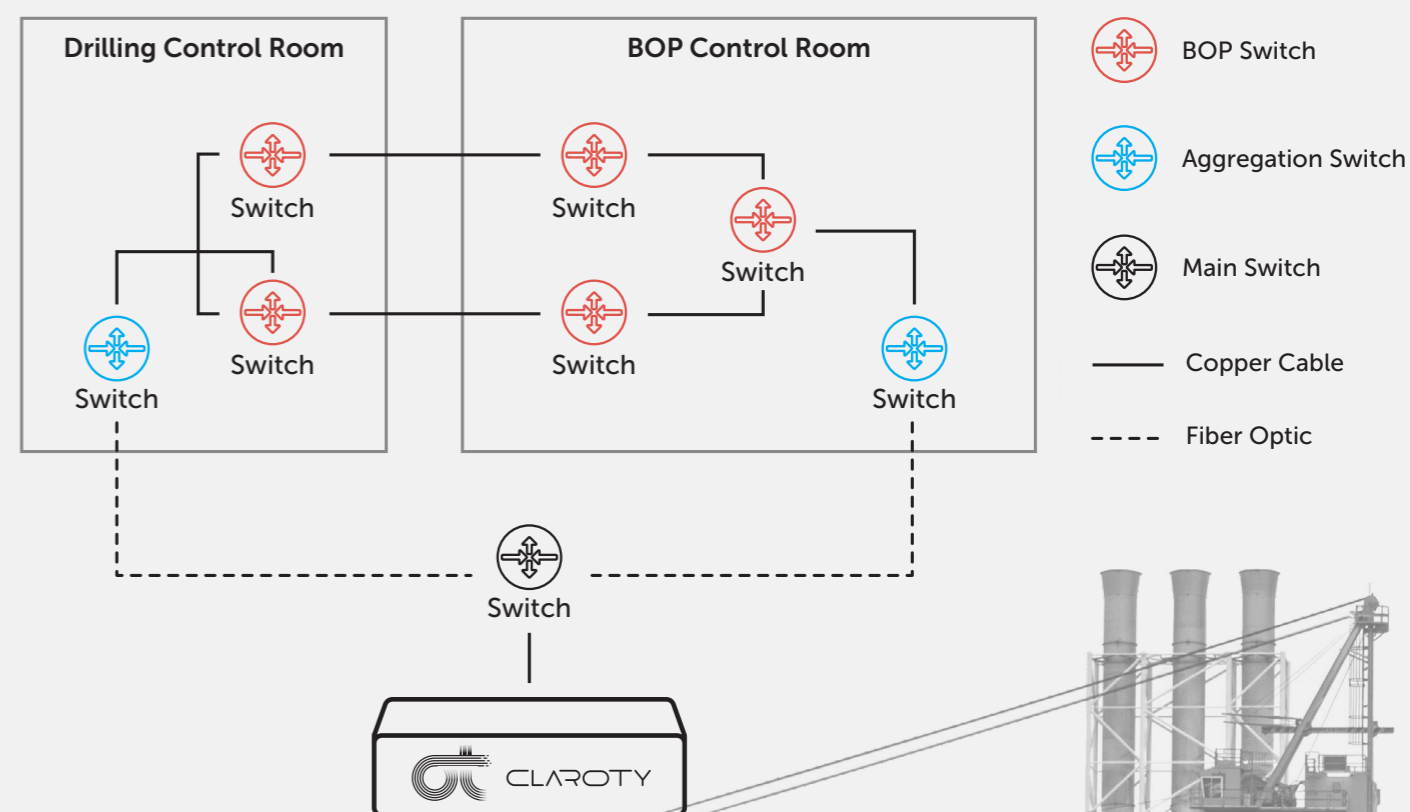 Drilling Control Room
BOP Control Room
BOP Switch
Aggregation Switch
Main Switch
Copper Cable
Fiber Optic
Switch
Switch
Switch
Switch
Switch
Switch
Switch
Switch
CLAROTY